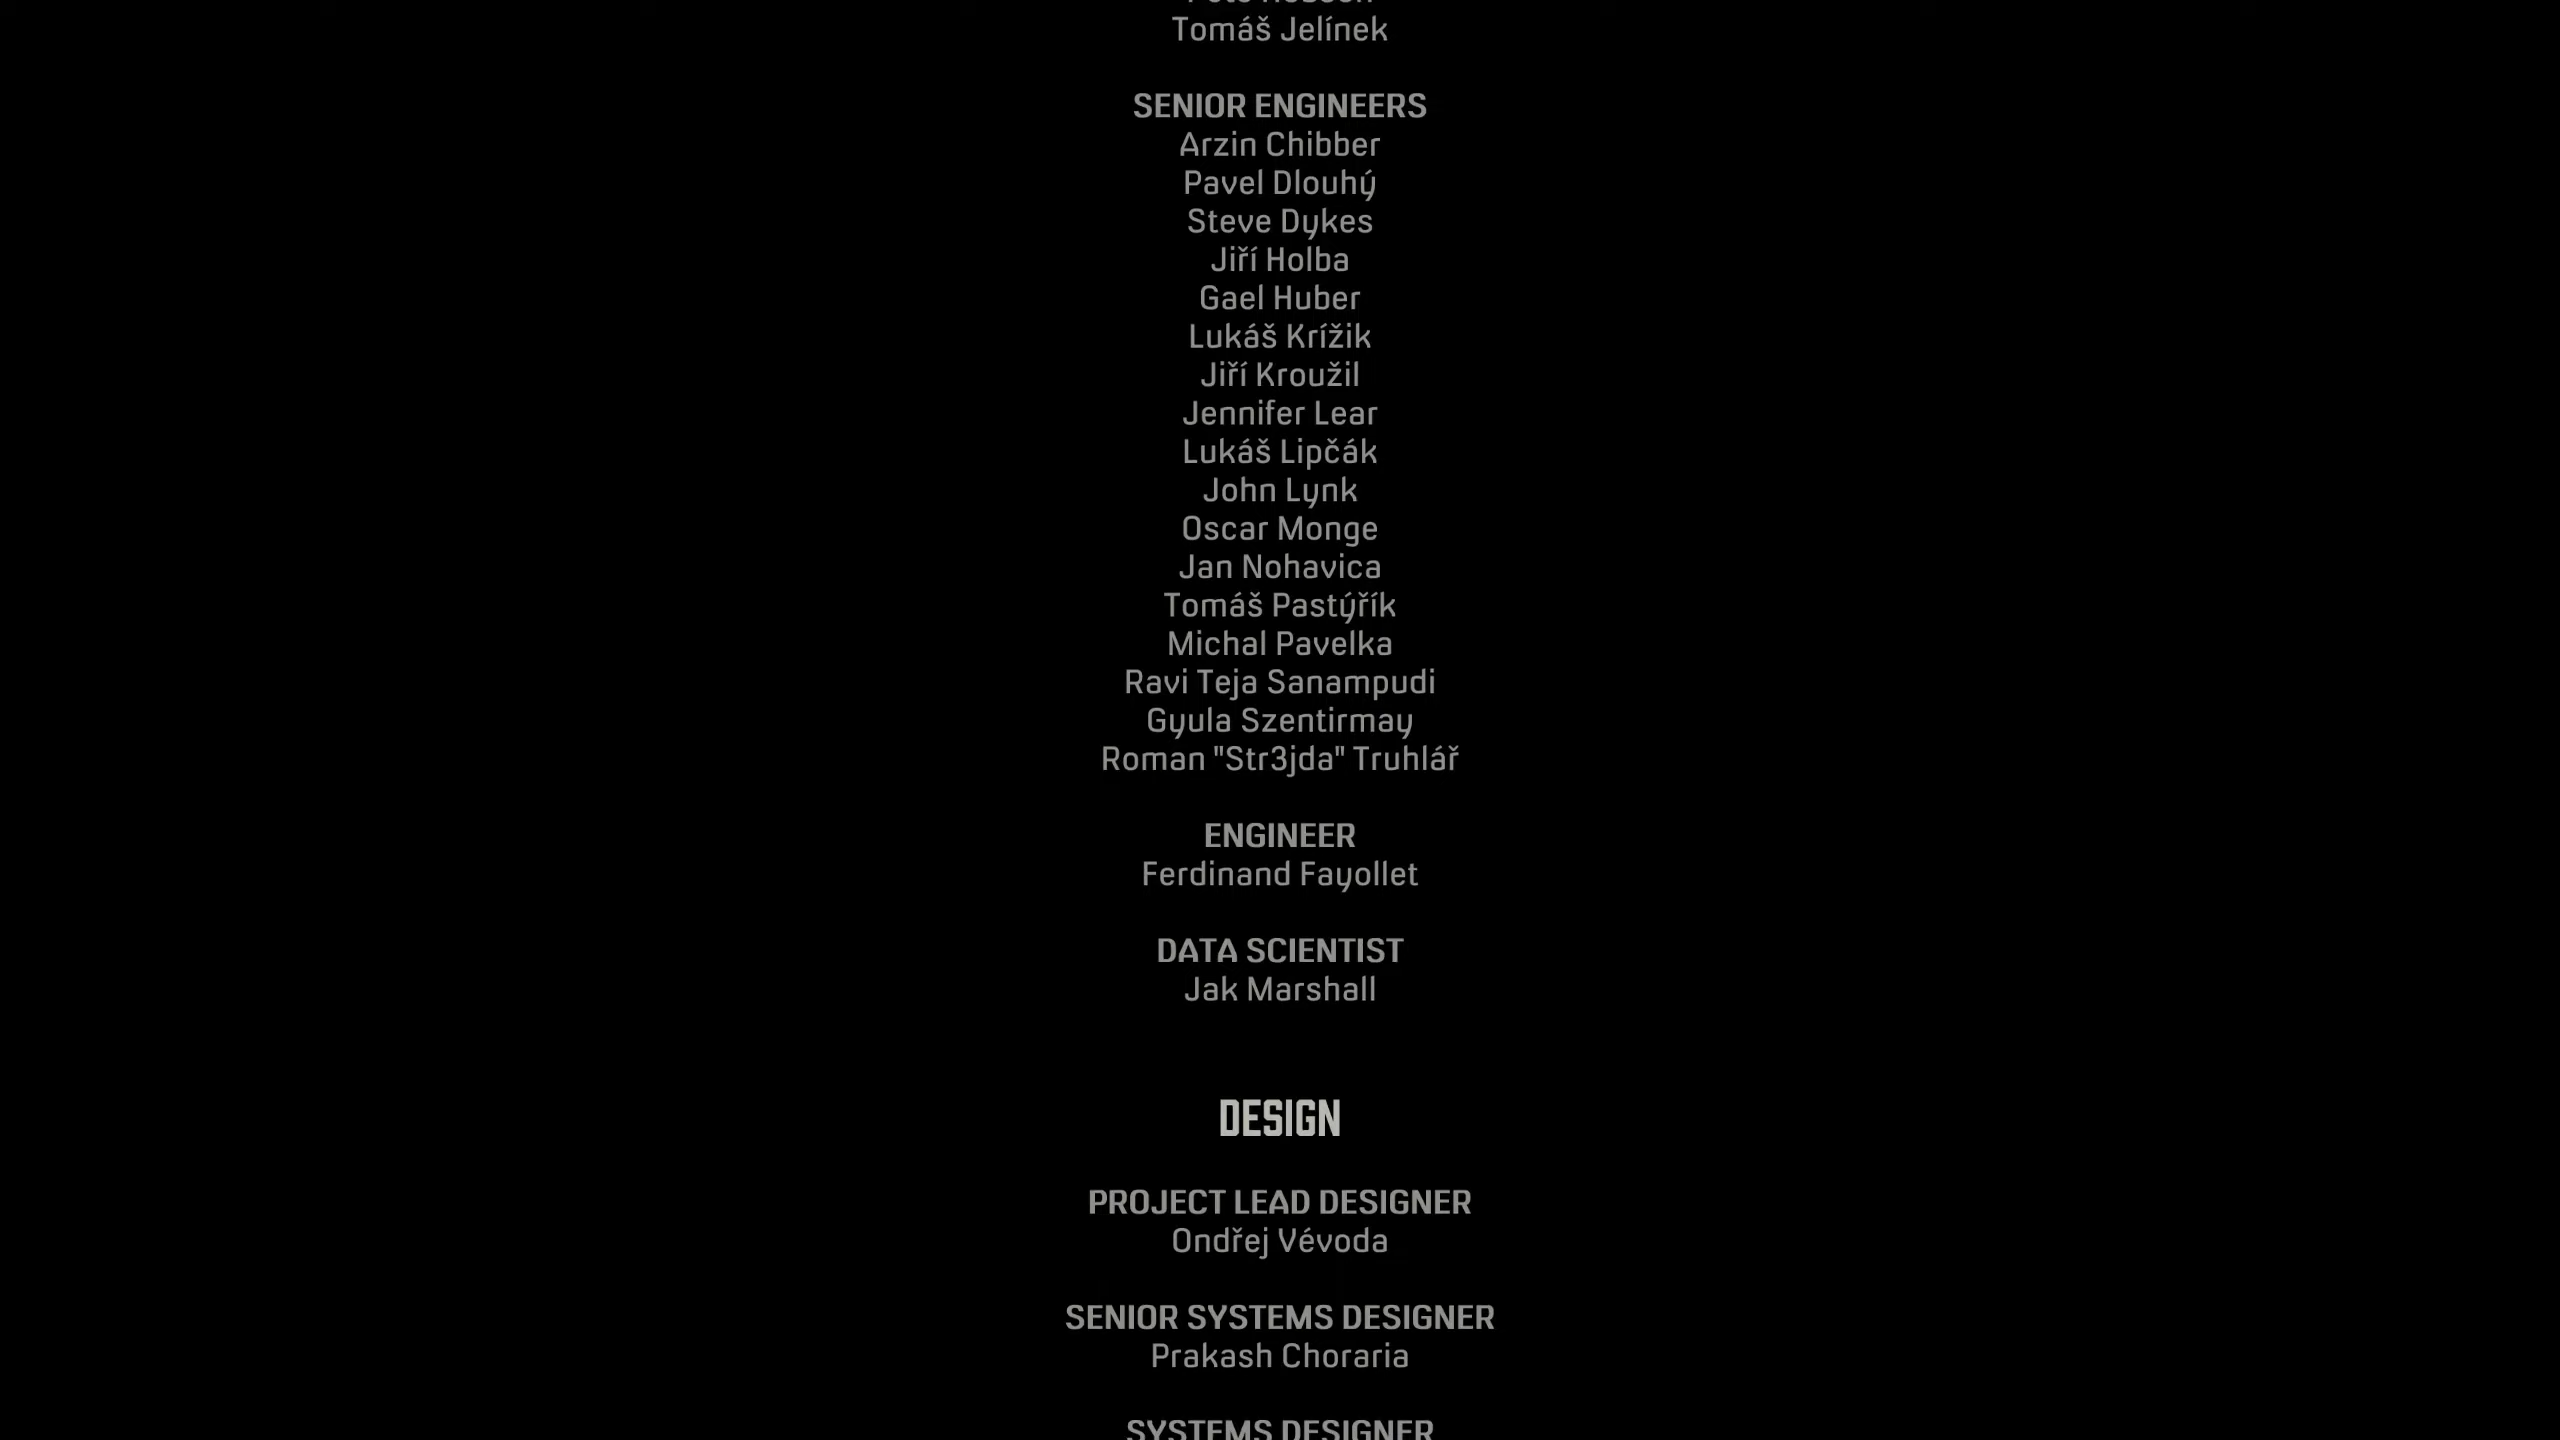 Tomáš Jelínek
SENIOR ENGINEERS
Arzin Chibber
Pavel Dlouhý
Steve Dykes
Jiří Holba
Gael Huber
Lukáš Krížik
Jiří Kroužil
Jennifer Lear
Lukáš Lipčák
John Lynk
Oscar Monge
Jan Nohavica
Tomáš Pastýřík
Michal Pavelka
Ravi Teja Sanampudi
Gyula Szentirmay
Roman "Str3jda" Truhlář
ENGINEER
Ferdinand Fayollet
DATA SCIENTIST
Jak Marshall
DESIGN
PROJECT LEAD DESIGNER
Ondřej Vévoda
SENIOR SYSTEMS DESIGNER
Prakash Choraria
SYSTEMS DESIGNER